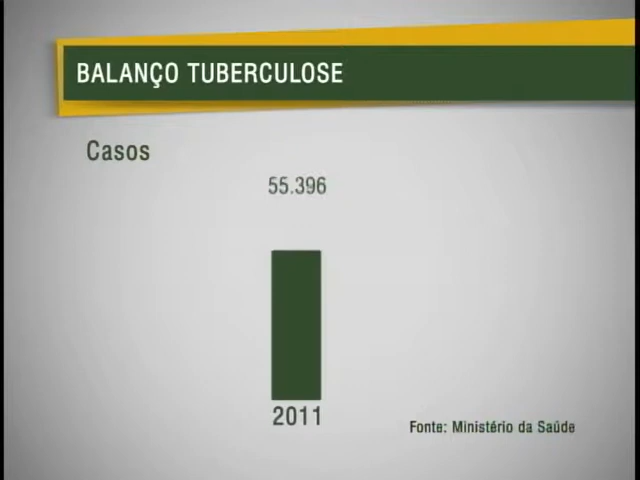 BALANÇO TUBERCULOSE
Casos
55.396
2011
Fonte: Ministério da Saúde